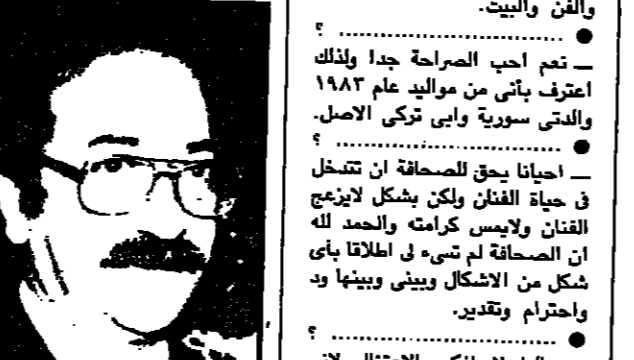 والفن والبيت.
● .............................. ؟
— نعم احب الصراحة جدا ولذلك
اعترف بأنى من مواليد عام ١٩٨٣
والدتى سورية وابى تركى الاصل.
● .............................. ؟
— احيانا يحق للصحافة ان تتدخل
فى حياة الفنان ولكن بشكل لايزعج
الفنان ولايمس كرامته والحمد لله
ان الصحافة لم تسىء لى اطلاقا بأى
شكل من الاشكال وبينى وبينها ود
واحترام وتقدير.
● .............................. ؟